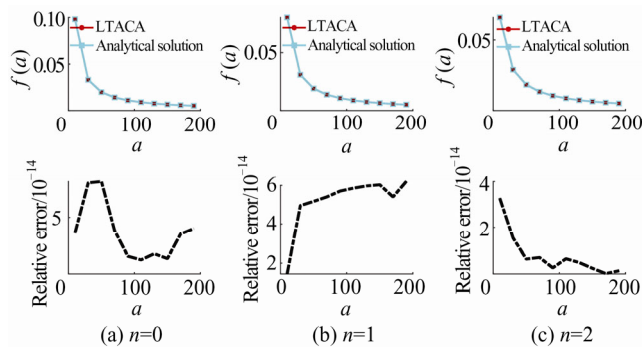 0.10
0.05
f(a)
LTACA
Analytical solution
0 100 200
a
0.05
f(a)
LTACA
Analytical solution
0 100 200
a
0.05
f(a)
LTACA
Analytical solution
0 100 200
a
Relative error/10⁻¹⁴
5
0 100 200
a
(a) n=0
Relative error/10⁻¹⁴
6
4
2
0 100 200
a
(b) n=1
Relative error/10⁻¹⁴
4
2
0 100 200
a
(c) n=2